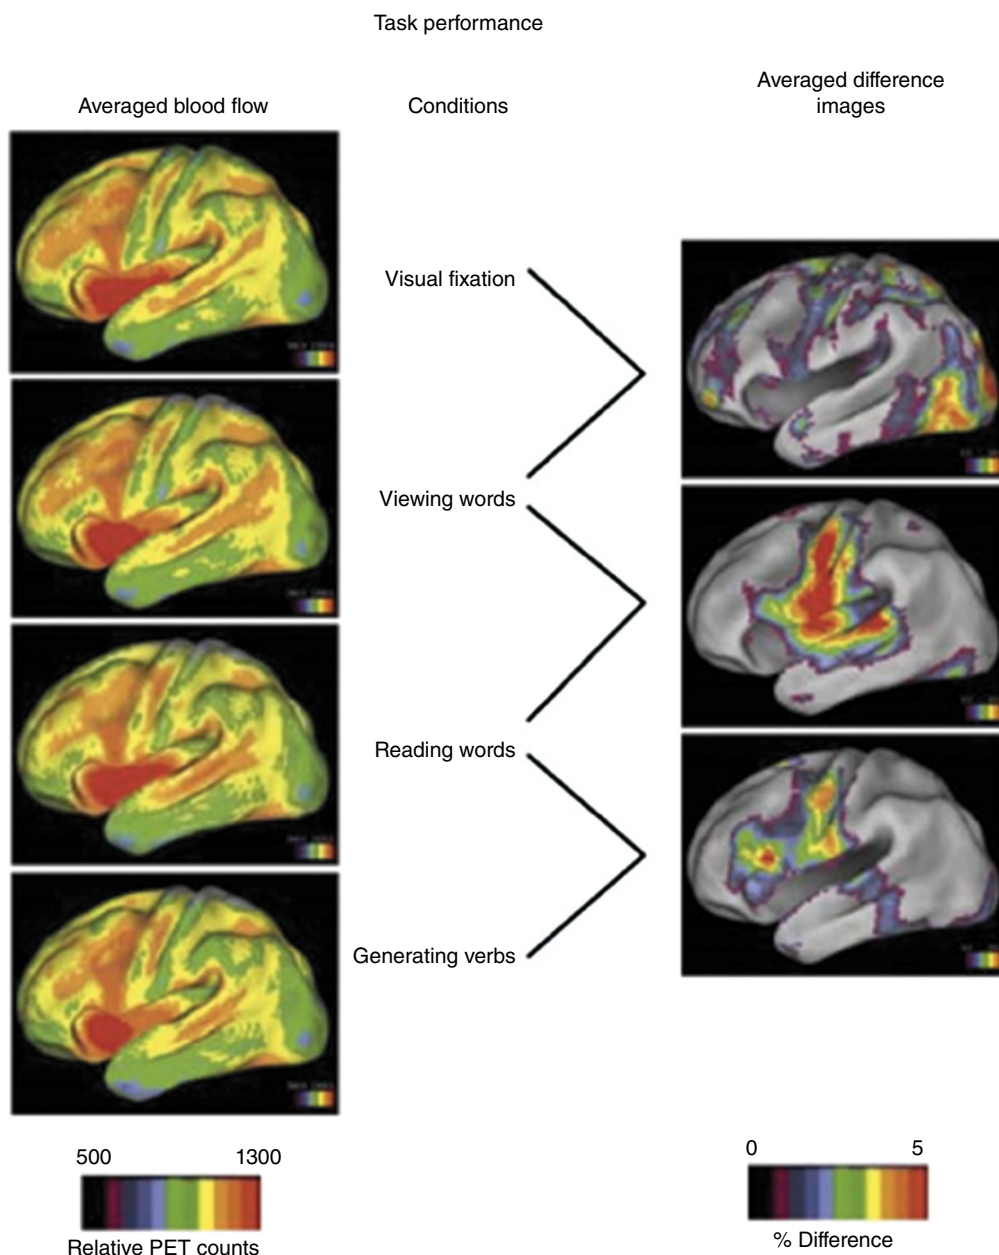 Task performance
Averaged blood flow
Conditions
Averaged difference
images
Visual fixation
Viewing words
Reading words
Generating verbs
500 1300
Relative PET counts
0 5
% Difference